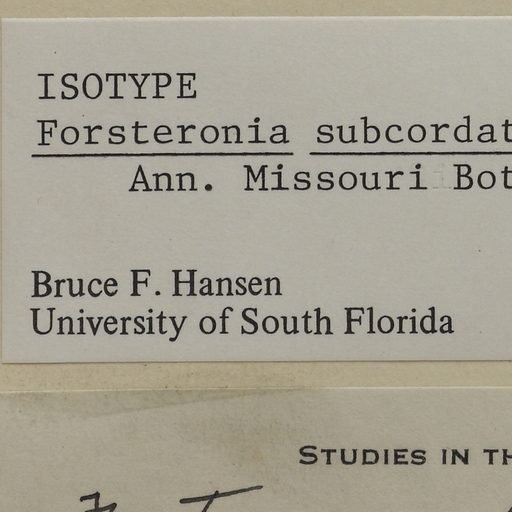 ISOTYPE
Forsteronia subcordat
Ann. Missouri Bot
Bruce F. Hansen
University of South Florida
STUDIES IN TH